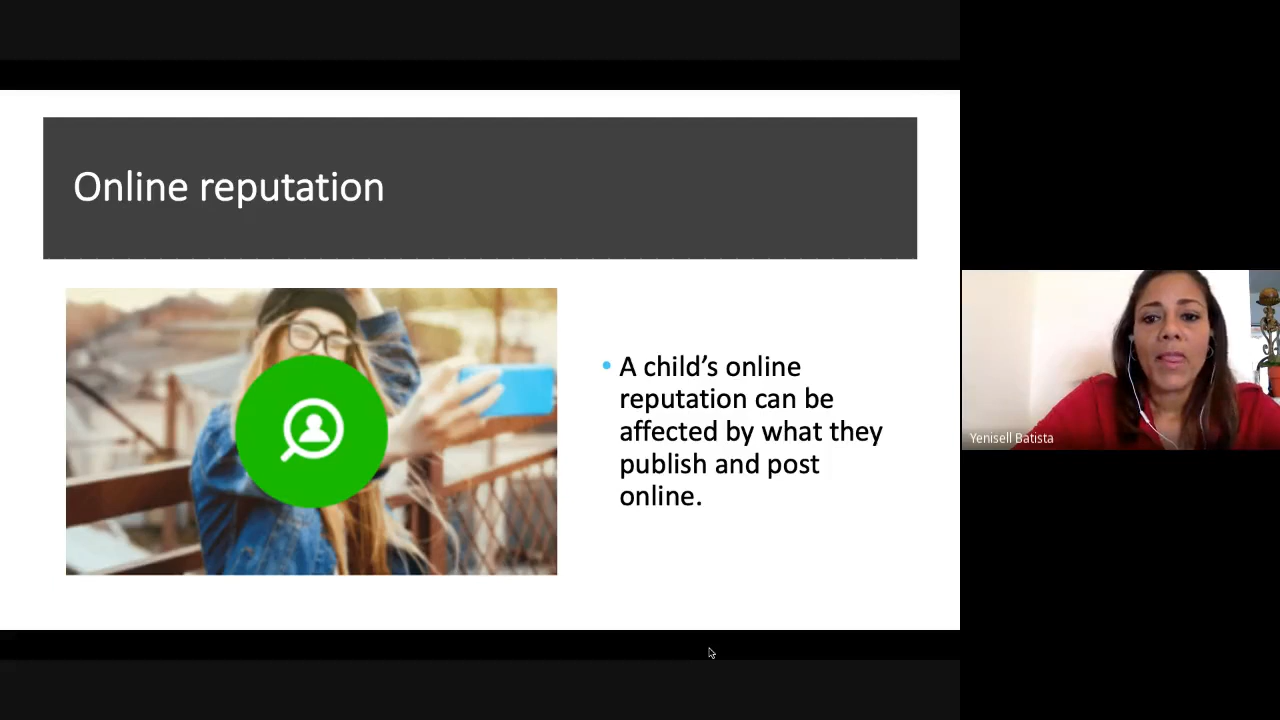 Online reputation
• A child’s online
reputation can be
affected by what they
publish and post
online.
Yenisell Batista